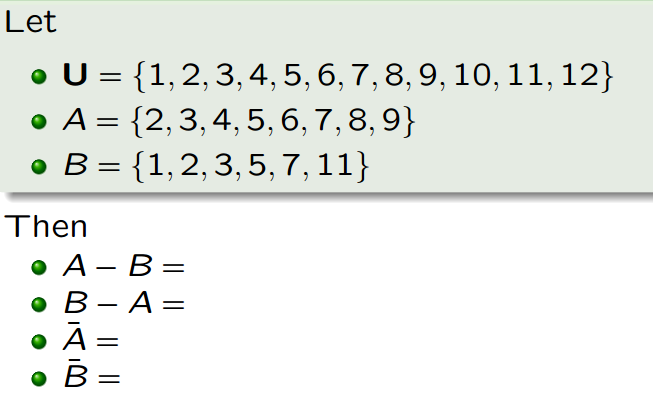 Let
• U = {1, 2, 3, 4, 5, 6, 7, 8, 9, 10, 11, 12}
• A = {2, 3, 4, 5, 6, 7, 8, 9}
• B = {1, 2, 3, 5, 7, 11}
Then
• A − B =
• B − A =
• Ā =
• B̄ =